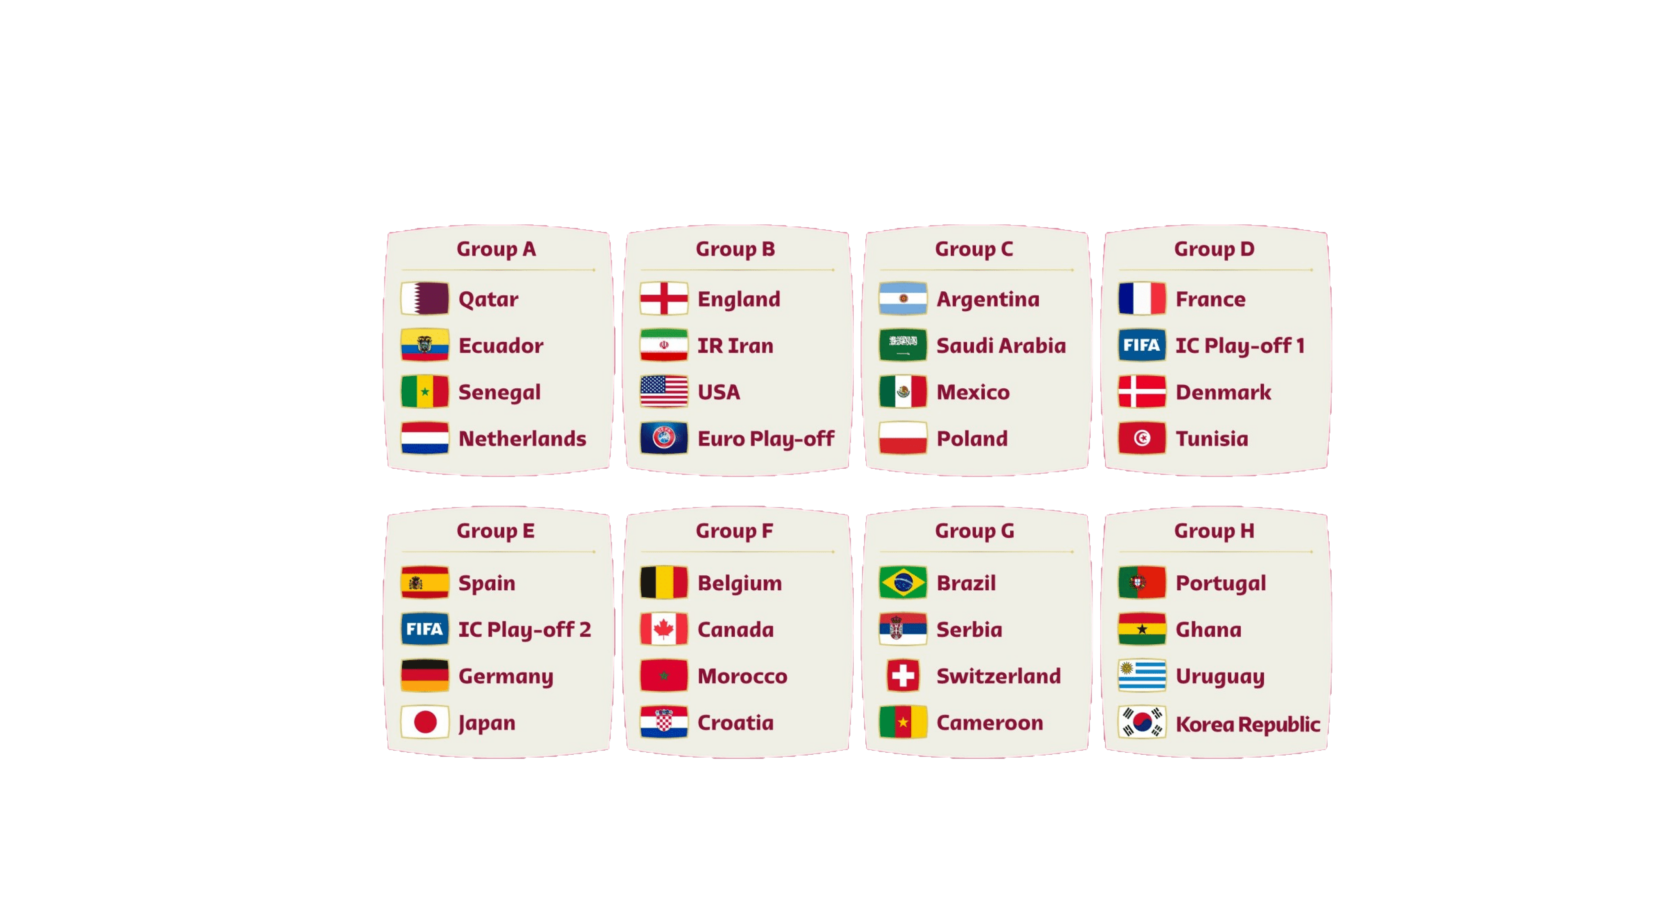 Group A
Qatar
Ecuador
Senegal
Netherlands
Group B
England
IR Iran
USA
Euro Play-off
Group C
Argentina
Saudi Arabia
Mexico
Poland
Group D
France
FIFA IC Play-off 1
Denmark
Tunisia
Group E
Spain
FIFA IC Play-off 2
Germany
Japan
Group F
Belgium
Canada
Morocco
Croatia
Group G
Brazil
Serbia
Switzerland
Cameroon
Group H
Portugal
Ghana
Uruguay
Korea Republic